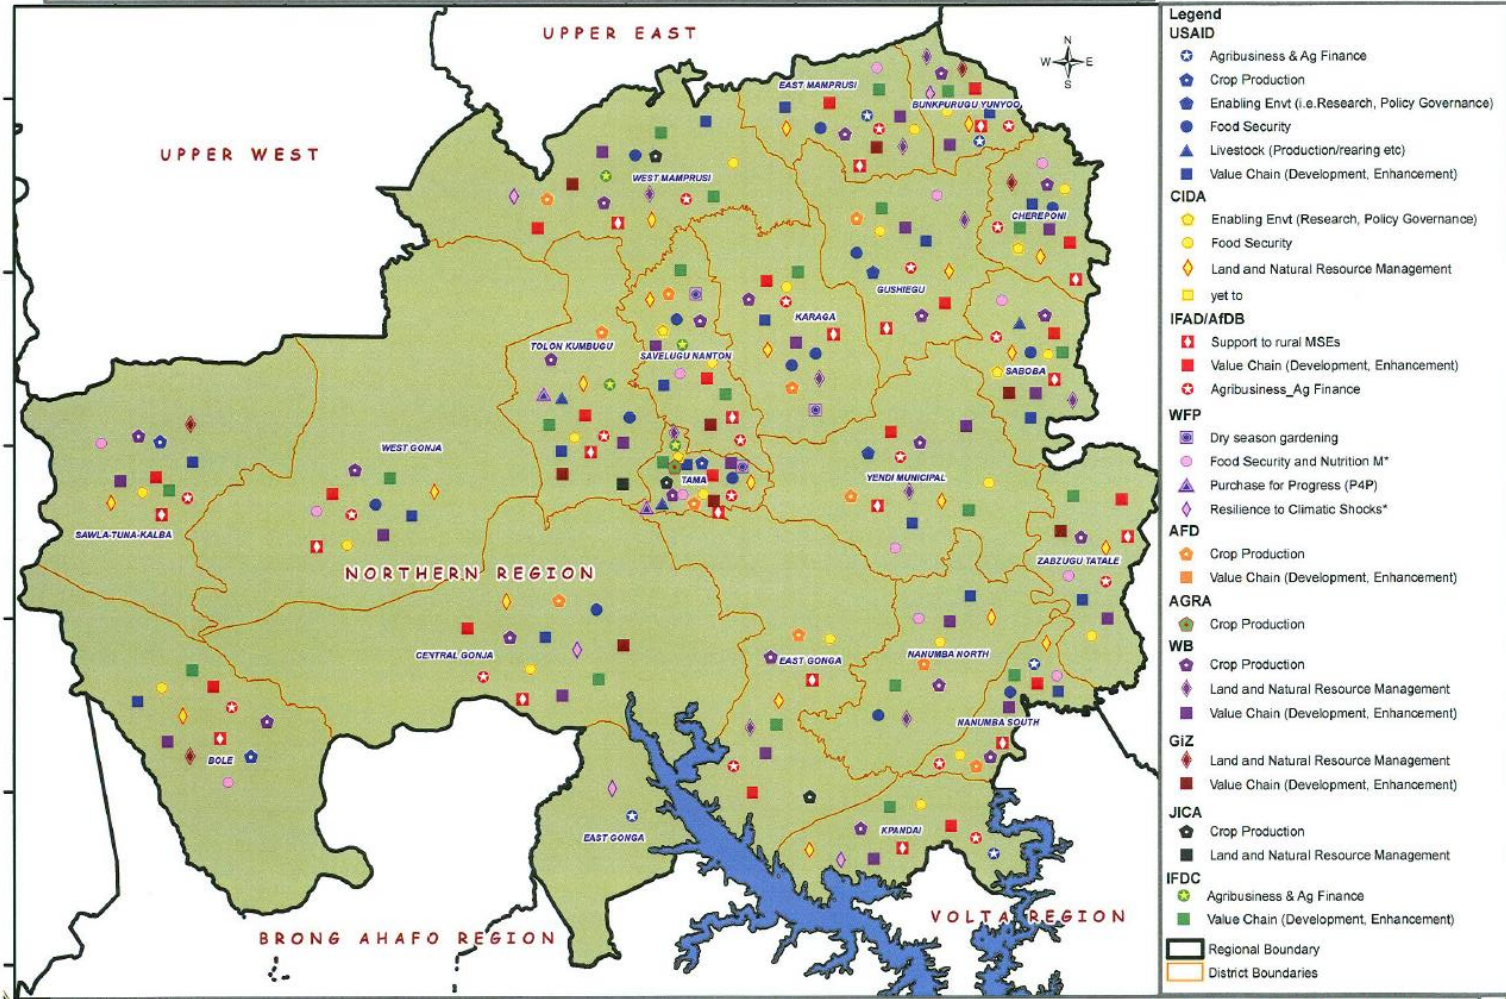 UPPER EAST
N
W E
S
EAST MAMPRUSI
BUNKPURUGU YUNYOO
UPPER WEST
WEST MAMPRUSI
CHEREPONI
GUSHIEGU
KARAGA
TOLON KUMBUGU
SAVELUGU NANTON
SABOBA
WEST GONJA
TAMA
YENDI MUNICIPAL
SAWLA-TUNA-KALBA
ZABZUGU TATALE
NORTHERN REGION
CENTRAL GONJA
EAST GONGA
NANUMBA NORTH
NANUMBA SOUTH
BOLE
EAST GONGA
KPANDAI
VOLTA REGION
BRONG AHAFO REGION
Legend
USAID
Agribusiness & Ag Finance
Crop Production
Enabling Envt (i.e.Research, Policy Governance)
Food Security
Livestock (Production/rearing etc)
Value Chain (Development, Enhancement)
CIDA
Enabling Envt (Research, Policy Governance)
Food Security
Land and Natural Resource Management
yet to
IFAD/AfDB
Support to rural MSEs
Value Chain (Development, Enhancement)
Agribusiness_Ag Finance
WFP
Dry season gardening
Food Security and Nutrition M*
Purchase for Progress (P4P)
Resilience to Climatic Shocks*
AFD
Crop Production
Value Chain (Development, Enhancement)
AGRA
Crop Production
WB
Crop Production
Land and Natural Resource Management
Value Chain (Development, Enhancement)
GiZ
Land and Natural Resource Management
Value Chain (Development, Enhancement)
JICA
Crop Production
Land and Natural Resource Management
IFDC
Agribusiness & Ag Finance
Value Chain (Development, Enhancement)
Regional Boundary
District Boundaries